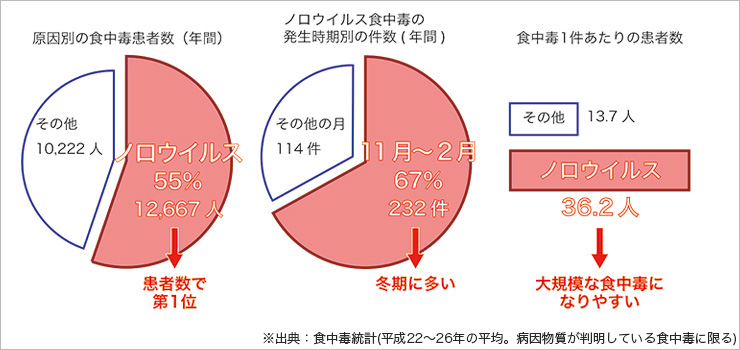 原因別の食中毒患者数（年間）
その他
10,222 人
ノロウイルス
55%
12,667 人
患者数で
第1位
ノロウイルス食中毒の
発生時期別の件数 ( 年間 )
その他の月
114 件
11月〜2月
67%
232 件
冬期に多い
食中毒1件あたりの患者数
その他
13.7 人
ノロウイルス
36.2 人
大規模な食中毒に
なりやすい
※出典：食中毒統計(平成22〜26年の平均。病因物質が判明している食中毒に限る)